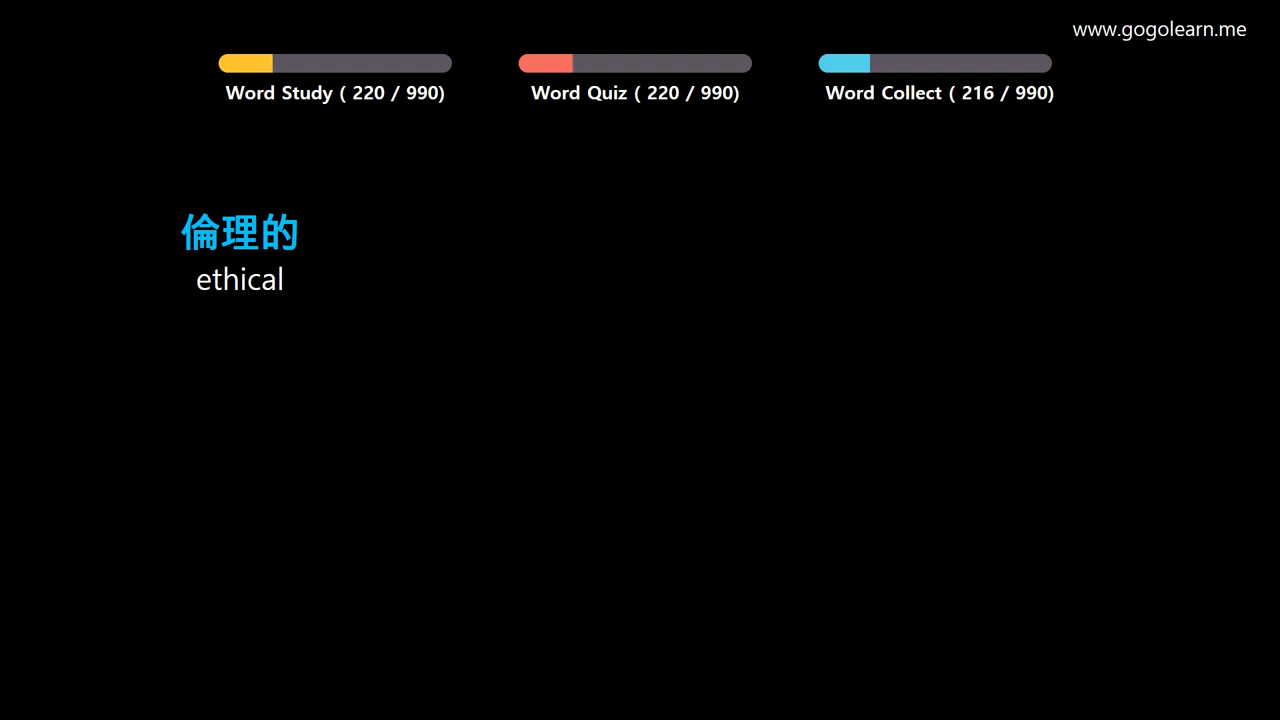 www.gogolearn.me
Word Study ( 220 / 990)
Word Quiz ( 220 / 990)
Word Collect ( 216 / 990)
倫理的
ethical